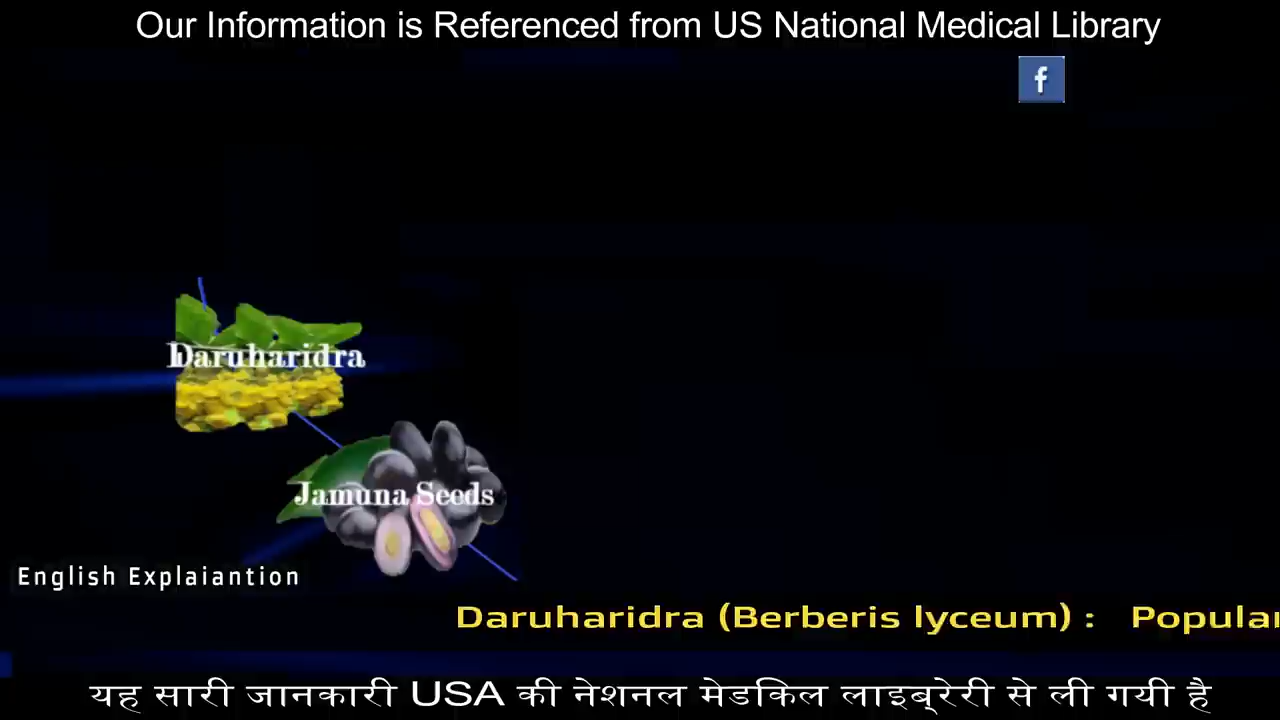 Our Information is Referenced from US National Medical Library
f
Daruharidra
Jamuna Seeds
English Explaiantion
Daruharidra (Berberis lyceum) : Popular
यह सारी जानकारी USA की नेशनल मेडकिल लाइब्रेरी से ली गयी है